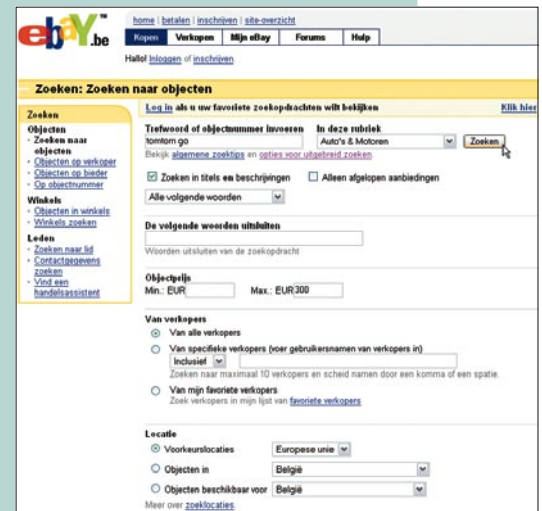 ebay.be
home | betalen | inschrijven | site-overzicht
Kopen Verkopen Mijn eBay Forums Hulp
Hallo! Inloggen of inschrijven.
Zoeken: Zoeken naar objecten
Zoeken
Objecten
· Zoeken naar
objecten
· Objecten op verkoper
· Objecten op bieder
· Op objectnummer
Winkels
· Objecten in winkels
· Winkels zoeken
Leden
· Zoeken naar lid
· Contactgegevens
zoeken
· Vind een
handelsassistent
Log in als u uw favoriete zoekopdrachten wilt bekijken Klik hier
Trefwoord of objectnummer invoeren In deze rubriek
tomtom go Auto's & Motoren Zoeken
Bekijk algemene zoektips en opties voor uitgebreid zoeken.
Zoeken in titels en beschrijvingen Alleen afgelopen aanbiedingen
Alle volgende woorden
De volgende woorden uitsluiten
Woorden uitsluiten van de zoekopdracht
Objectprijs
Min.: EUR Max.: EUR 300
Van verkopers
Van alle verkopers
Van specifieke verkopers (voer gebruikersnamen van verkopers in)
Inclusief
Zoeken naar maximaal 10 verkopers en scheid namen door een komma of een spatie.
Van mijn favoriete verkopers
Zoek verkopers in mijn lijst van favoriete verkopers
Locatie
Voorkeurslocaties Europese unie
Objecten in België
Objecten beschikbaar voor België
Meer over zoeklocaties.